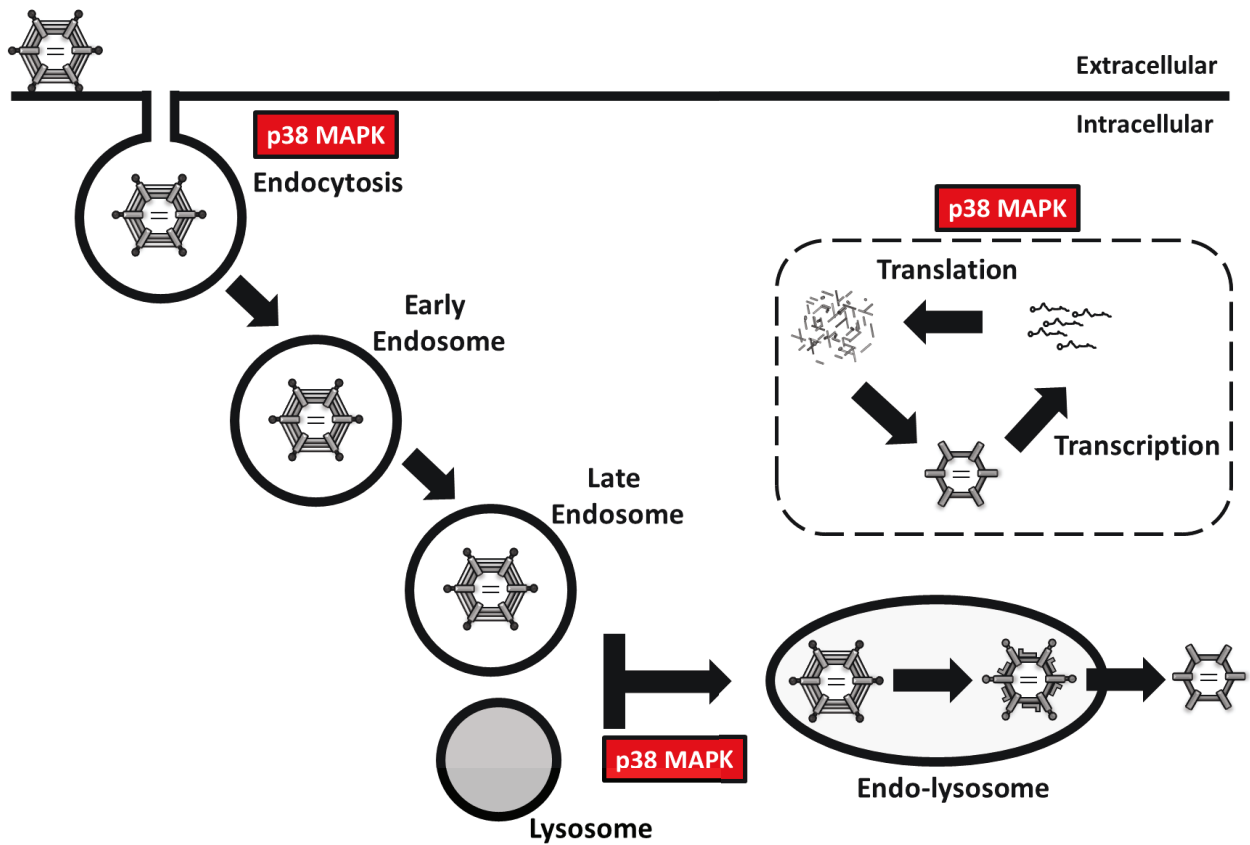 Extracellular
Intracellular
p38 MAPK
Endocytosis
p38 MAPK
Translation
Early
Endosome
Transcription
Late
Endosome
p38 MAPK
Endo-lysosome
Lysosome